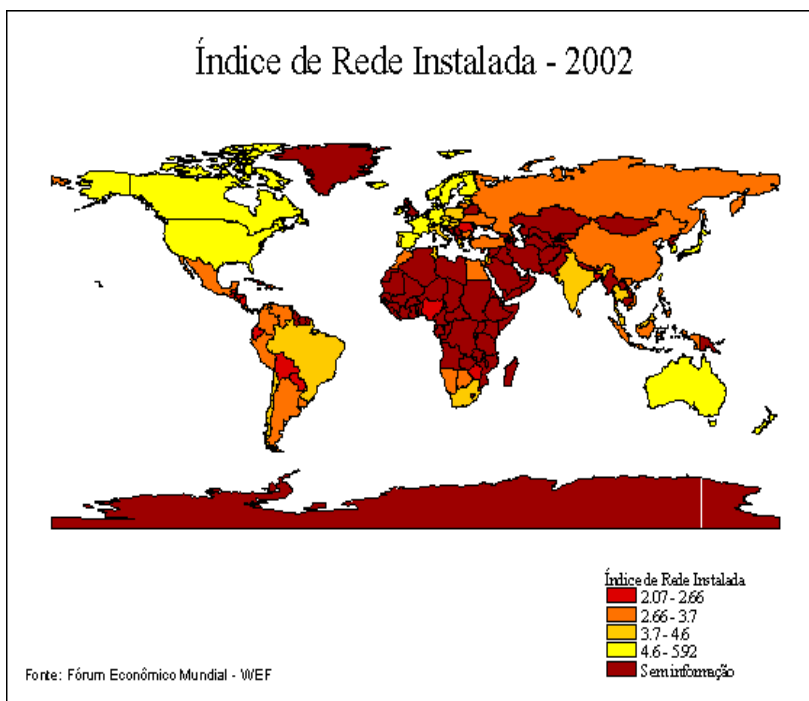 Índice de Rede Instalada - 2002
Índice de Rede Instalada
2.07 - 2.66
2.66 - 3.7
3.7 - 4.6
4.6 - 5.92
Sem informação
Fonte: Fórum Econômico Mundial - WEF